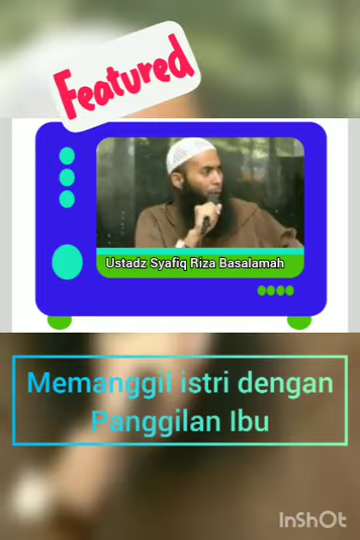 Featured
Ustadz Syafiq Riza Basalamah
Memanggil istri dengan
Panggilan Ibu
InShOt